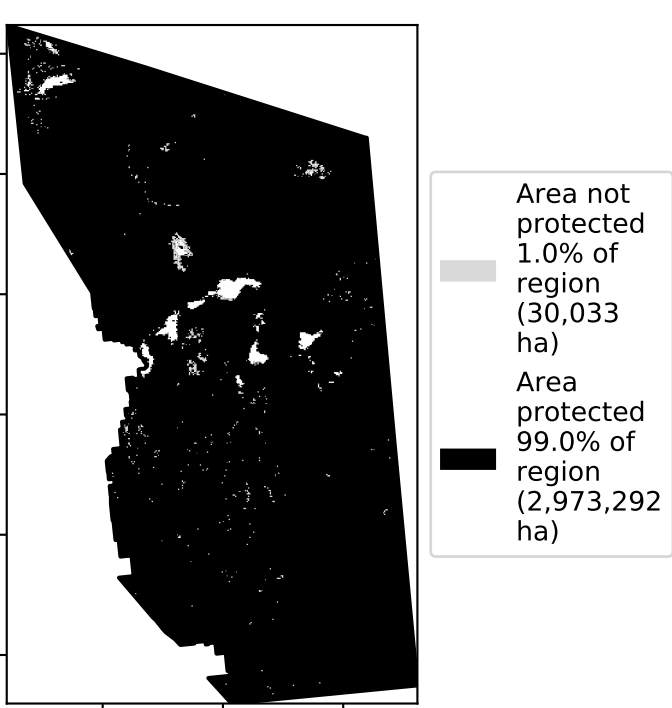 Area not
protected
1.0% of
region
(30,033
ha)
Area
protected
99.0% of
region
(2,973,292
ha)